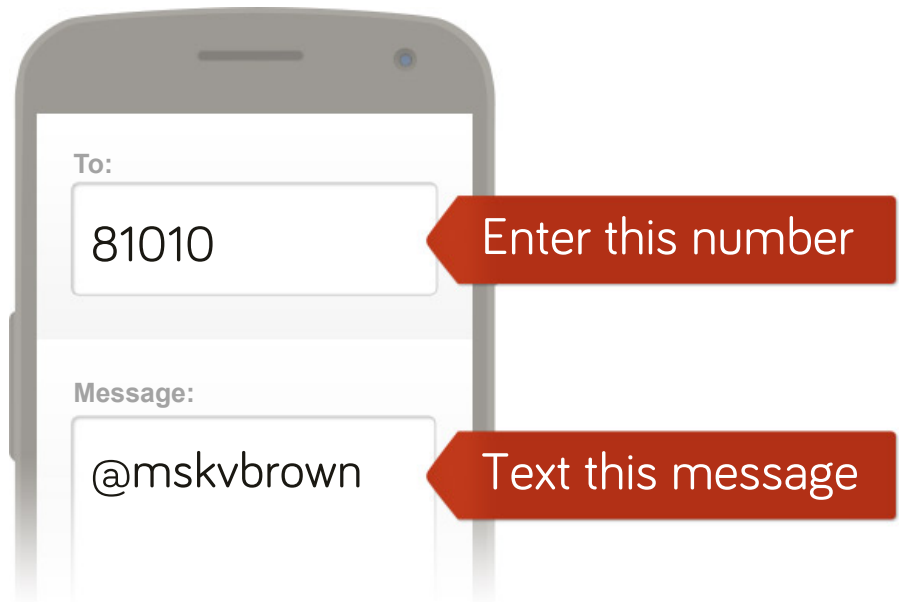 To:
81010
Enter this number
Message:
@mskvbrown
Text this message